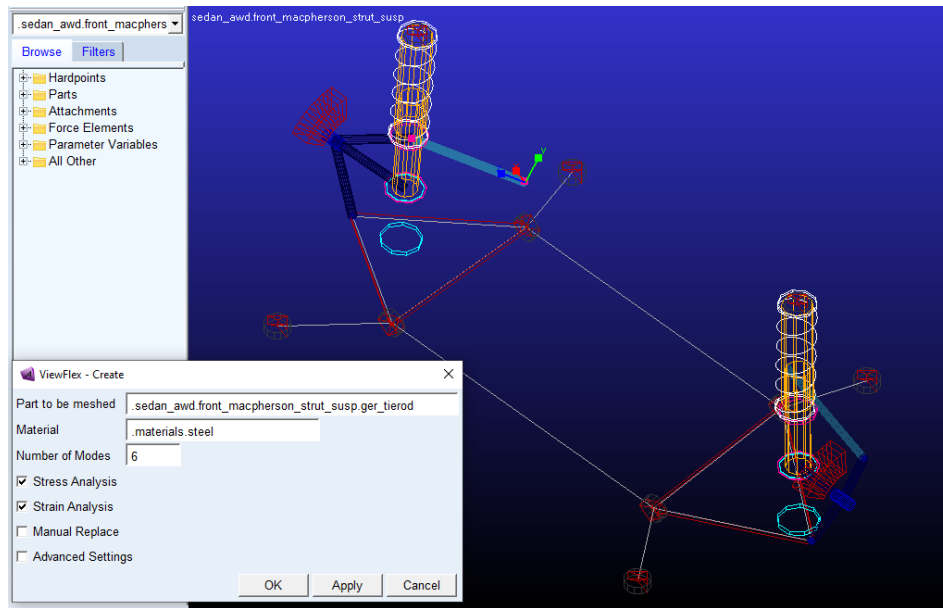 .sedan_awd.front_macphers
.sedan_awd.front_macpherson_strut_susp
Browse Filters
Hardpoints
Parts
Attachments
Force Elements
Parameter Variables
All Other
X Y
ViewFlex - Create
Part to be meshed .sedan_awd.front_macpherson_strut_susp.ger_tierod
Material .materials.steel
Number of Modes 6
Stress Analysis
Strain Analysis
Manual Replace
Advanced Settings
OK Apply Cancel